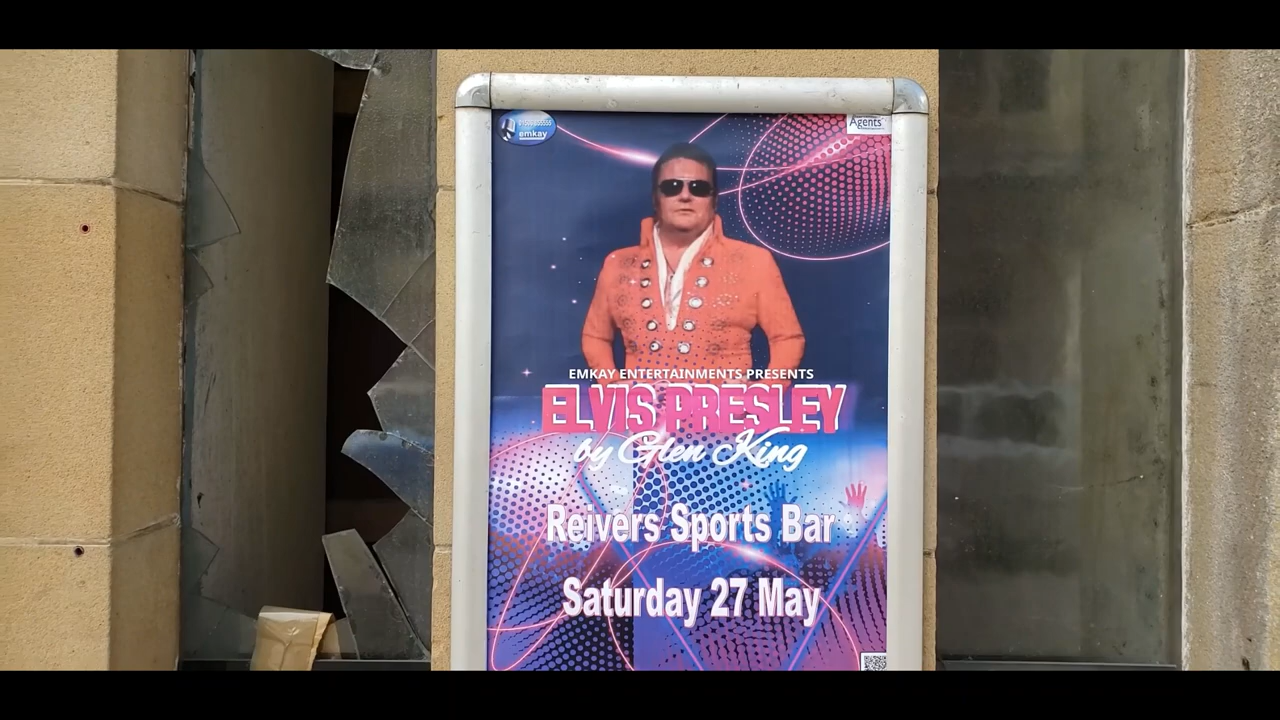 emkay
Agents
EMKAY ENTERTAINMENTS PRESENTS
ELVIS PRESLEY
by Glen King
Reivers Sports Bar
Saturday 27 May